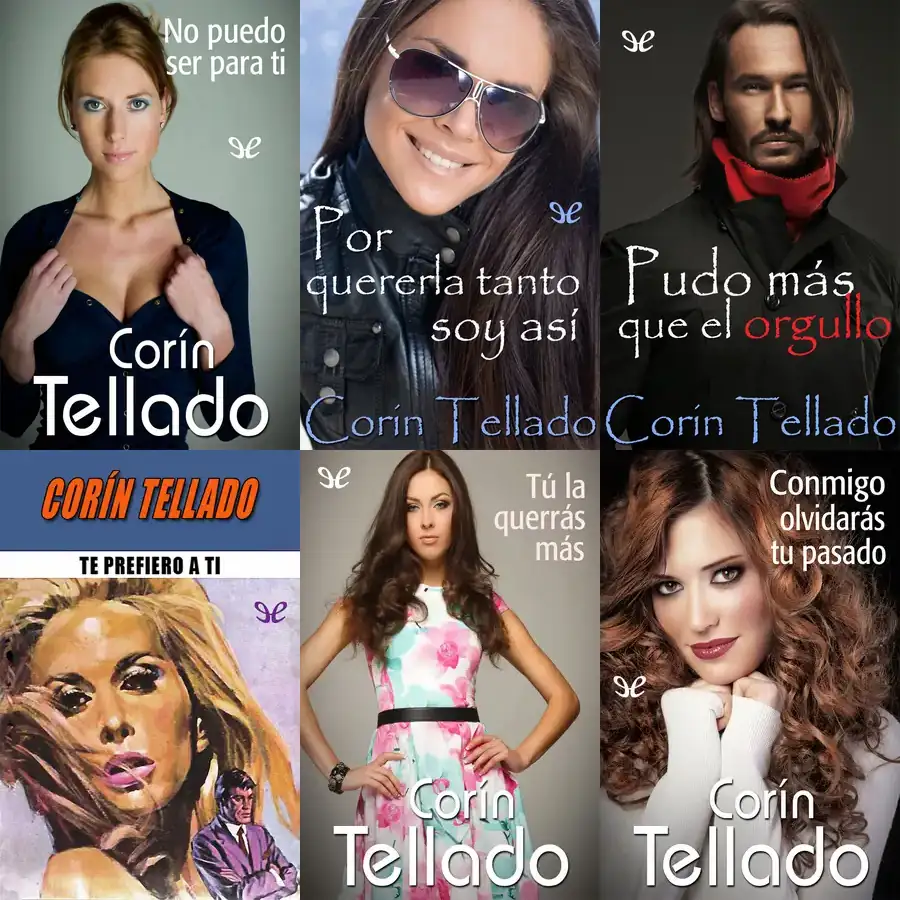 No puedo
ser para ti
Corín
Tellado
Por
quererla tanto
soy así
Corín Tellado
Pudo más
que el orgullo
Corín Tellado
CORÍN TELLADO
TE PREFIERO A TI
Tú la
querrás
más
Corín
Tellado
Conmigo
olvidarás
tu pasado
Corín
Tellado